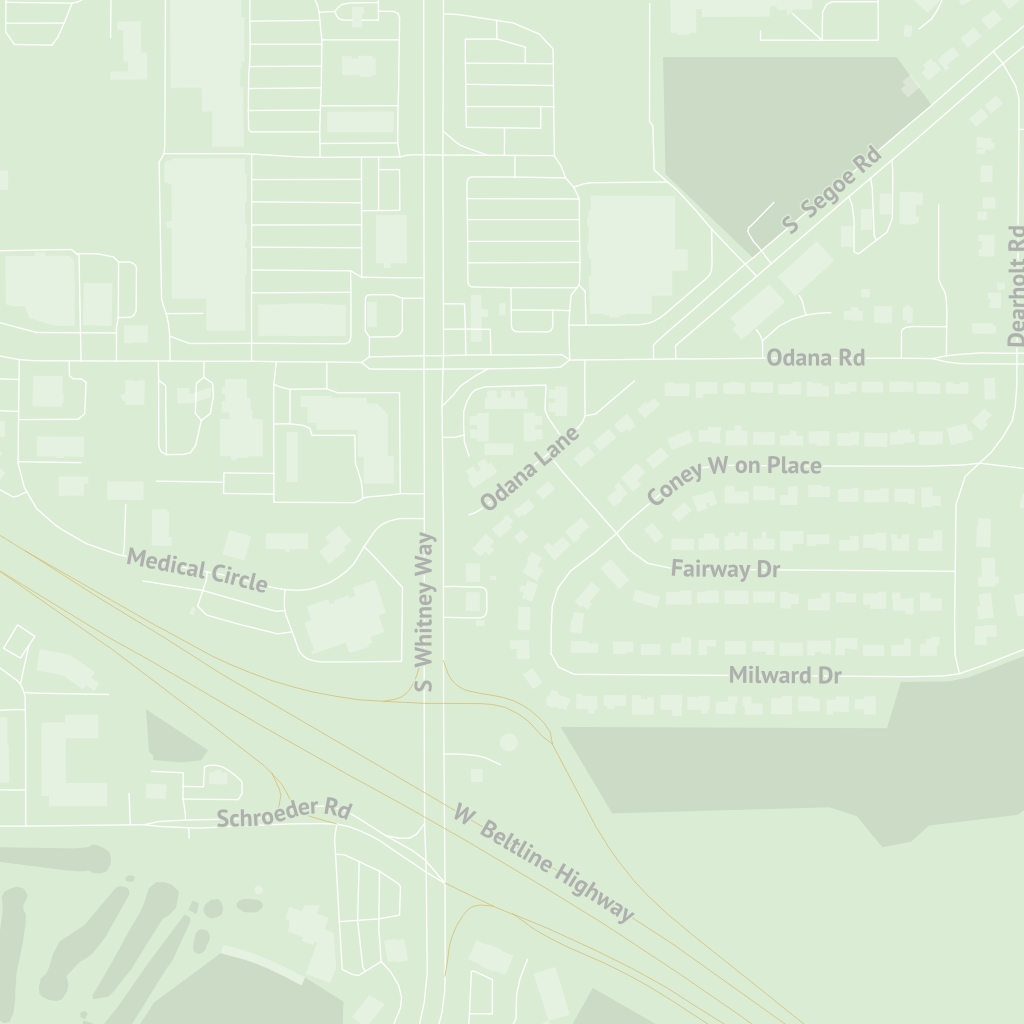 S Segoe Rd
Dearholt Rd
Odana Rd
Odana Lane
Coney W on Place
S Whitney Way
Medical Circle
Fairway Dr
Milward Dr
Schroeder Rd
W Beltline Highway